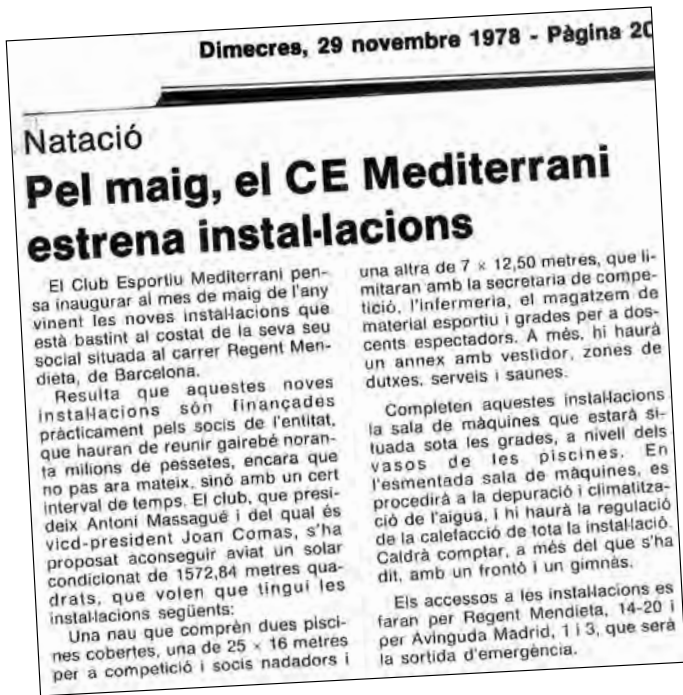 Dimecres, 29 novembre 1978 - Pàgina 20
Natació
Pel maig, el CE Mediterrani
estrena instal·lacions
El Club Esportiu Mediterrani pen-
sa inaugurar al mes de maig de l'any
vinent les noves instal·lacions que
està bastint al costat de la seva seu
social situada al carrer Regent Men-
dieta, de Barcelona.
Resulta que aquestes noves
instal·lacions són finançades
pràcticament pels socis de l'entitat,
que hauran de reunir gairebé noran-
ta milions de pessetes, encara que
no pas ara mateix, sinó amb un cert
interval de temps. El club, que presi-
deix Antoni Massagué i del qual és
vicd-president Joan Comas, s'ha
proposat aconseguir aviat un solar
condicionat de 1572,84 metres qua-
drats, que volen que tingui les
instal·lacions següents:
Una nau que comprèn dues pisci-
nes cobertes, una de 25 × 16 metres
per a competició i socis nadadors i
una altra de 7 × 12,50 metres, que li-
mitaran amb la secretaria de compe-
tició, l'infermeria, el magatzem de
material esportiu i grades per a dos-
cents espectadors. A més, hi haurà
un annex amb vestidor, zones de
dutxes, serveis i saunes.
Completen aquestes instal·lacions
la sala de màquines que estarà si-
tuada sota les grades, a nivell dels
vasos de les piscines. En
l'esmentada sala de màquines, es
procedirà a la depuració i climatitza-
ció de l'aigua, i hi haurà la regulació
de la calefacció de tota la instal·lació.
Caldrà comptar, a més del que s'ha
dit, amb un frontó i un gimnàs.
Els accessos a les instal·lacions es
faran per Regent Mendieta, 14-20 i
per Avinguda Madrid, 1 i 3, que serà
la sortida d'emergència.